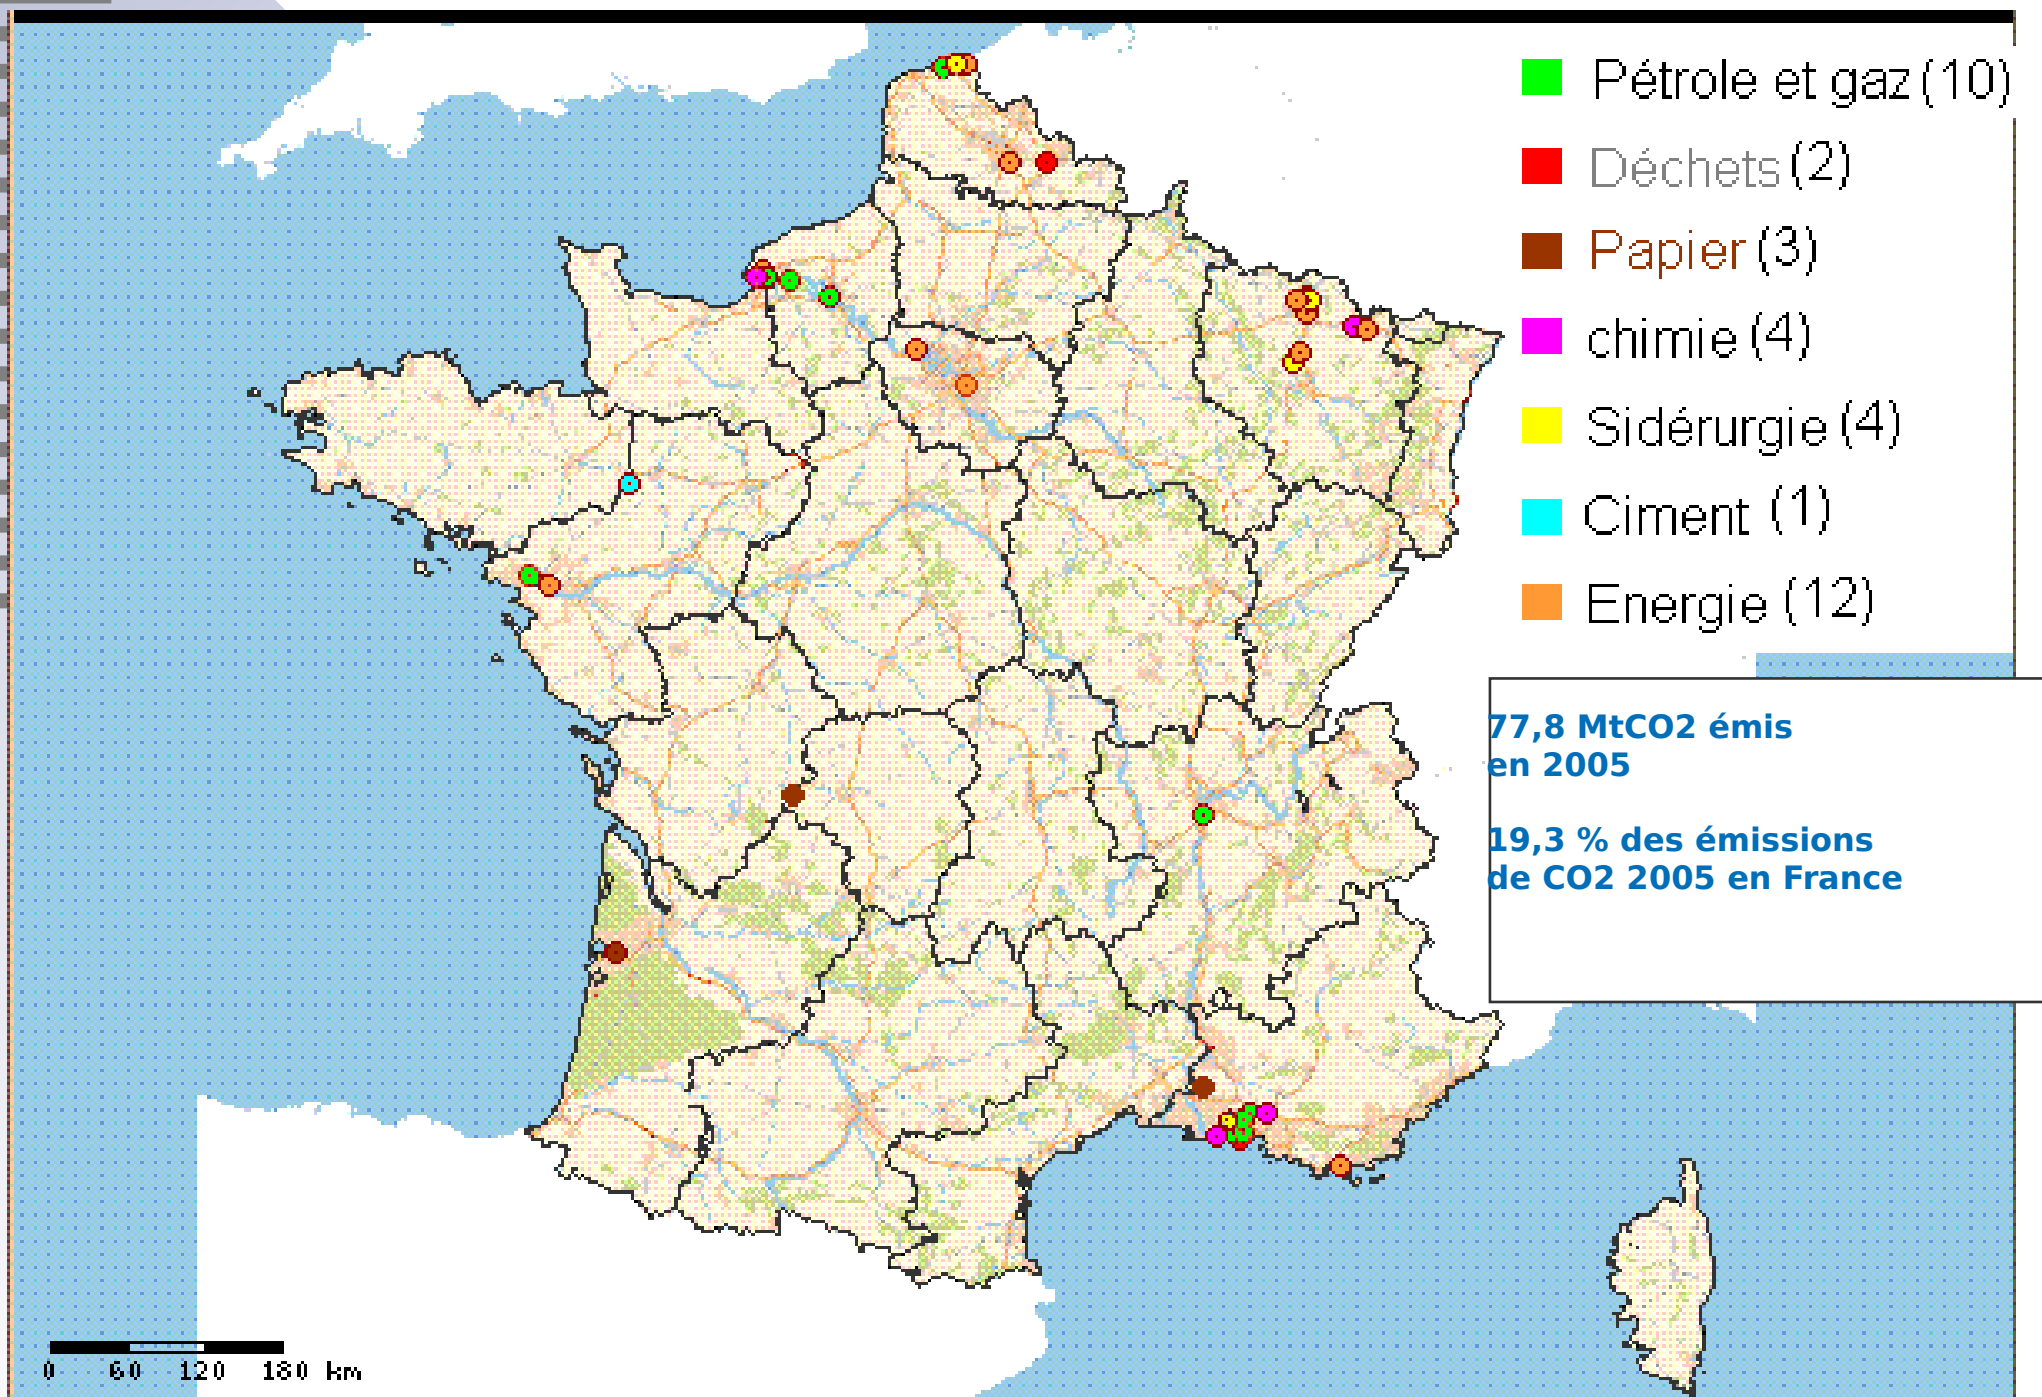 Pétrole et gaz (10)
Déchets (2)
Papier (3)
chimie (4)
Sidérurgie (4)
Ciment (1)
Energie (12)
77,8 MtCO2 émis
en 2005
19,3 % des émissions
de CO2 2005 en France
0 60 120 180 km